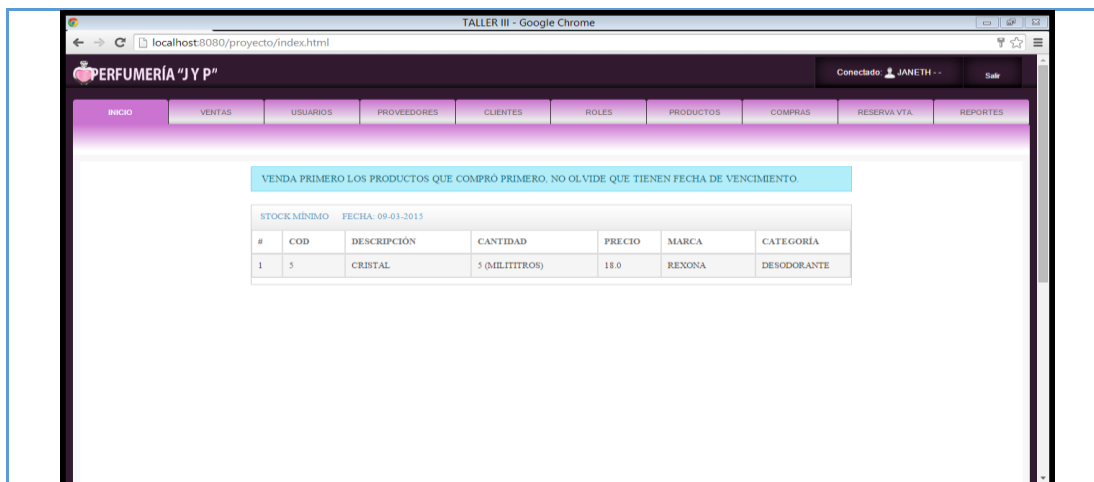 TALLER III - Google Chrome
localhost:8080/proyecto/index.html
PERFUMERÍA "J Y P" Conectado: JANETH - - Salir
INICIO VENTAS USUARIOS PROVEEDORES CLIENTES ROLES PRODUCTOS COMPRAS RESERVA VTA. REPORTES
VENDA PRIMERO LOS PRODUCTOS QUE COMPRÓ PRIMERO, NO OLVIDE QUE TIENEN FECHA DE VENCIMIENTO.
STOCK MÍNIMO FECHA: 09-03-2015
# COD DESCRIPCIÓN CANTIDAD PRECIO MARCA CATEGORÍA
1 5 CRISTAL 5 (MILITITROS) 18.0 REXONA DESODORANTE